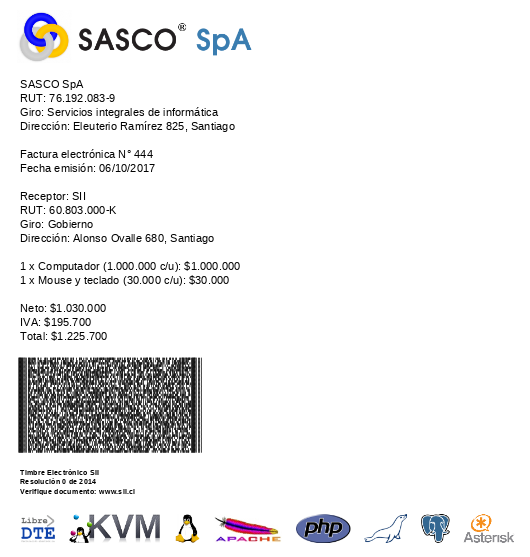 SASCO® SpA
SASCO SpA
RUT: 76.192.083-9
Giro: Servicios integrales de informática
Dirección: Eleuterio Ramírez 825, Santiago
Factura electrónica N° 444
Fecha emisión: 06/10/2017
Receptor: SII
RUT: 60.803.000-K
Giro: Gobierno
Dirección: Alonso Ovalle 680, Santiago
1 x Computador (1.000.000 c/u): $1.000.000
1 x Mouse y teclado (30.000 c/u): $30.000
Neto: $1.030.000
IVA: $195.700
Total: $1.225.700
Timbre Electrónico SII
Resolución 0 de 2014
Verifique documento: www.sii.cl
Libre
DTE
KVM
APACHE
php
Asterisk